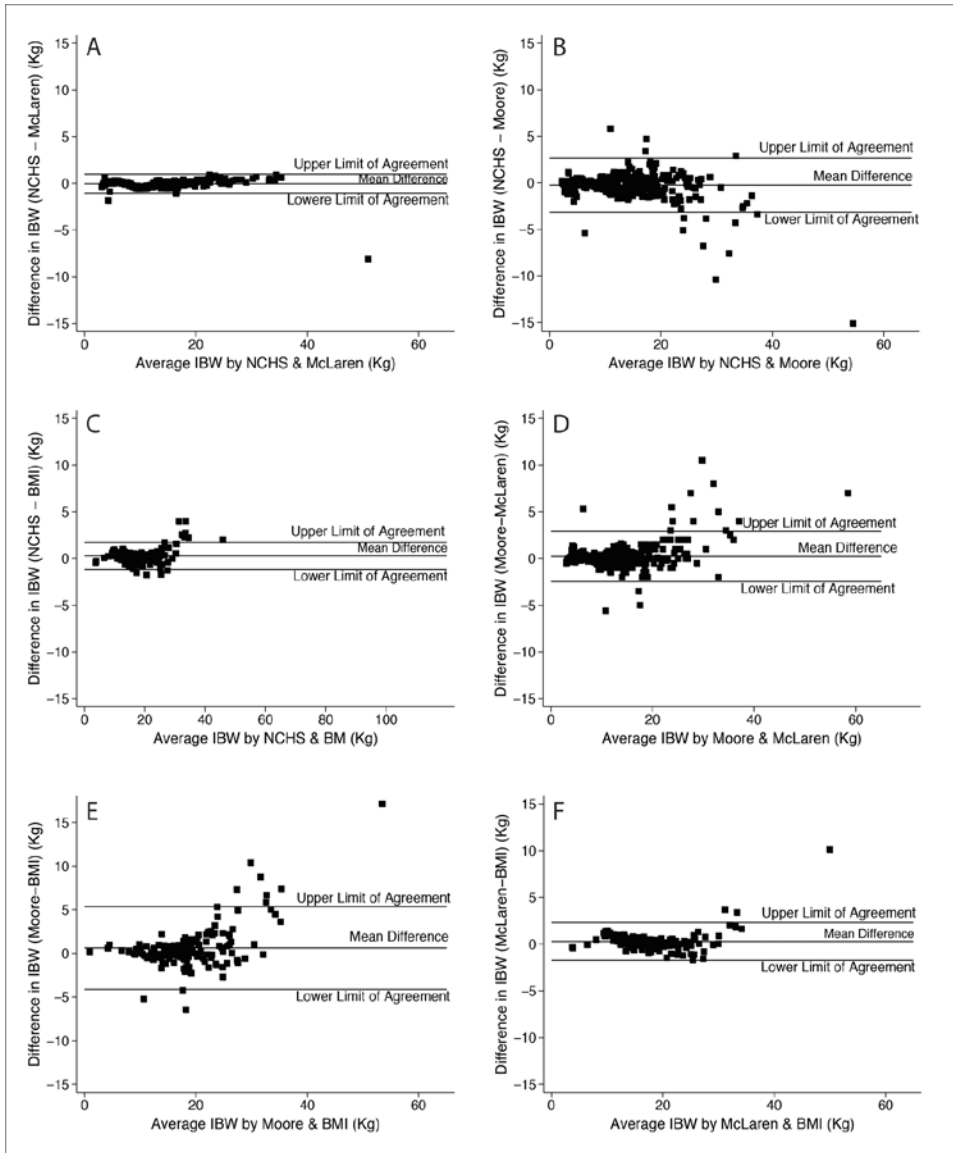 A
Difference in IBW (NCHS - McLaren) (Kg)
15
10
5
0
-5
-10
-15
Upper Limit of Agreement
Mean Difference
Lowere Limit of Agreement
0
20
40
60
Average IBW by NCHS & McLaren (Kg)
B
Difference in IBW (NCHS - Moore) (Kg)
15
10
5
0
-5
-10
-15
Upper Limit of Agreement
Mean Difference
Lower Limit of Agreement
0
20
40
60
Average IBW by NCHS & Moore (Kg)
C
Difference in IBW (NCHS - BMI) (Kg)
15
10
5
0
-5
-10
-15
Upper Limit of Agreement
Mean Difference
Lower Limit of Agreement
0
20
40
60
80
100
Average IBW by NCHS & BM (Kg)
D
Difference in IBW (Moore-McLaren) (Kg)
15
10
5
0
-5
-10
-15
Upper Limit of Agreement
Mean Difference
Lower Limit of Agreement
0
20
40
60
Average IBW by Moore & McLaren (Kg)
E
Difference in IBW (Moore-BMI) (Kg)
15
10
5
0
-5
-10
-15
Upper Limit of Agreement
Mean Difference
Lower Limit of Agreement
0
20
40
60
Average IBW by Moore & BMI (Kg)
F
Difference in IBW (McLaren-BMI) (Kg)
15
10
5
0
-5
-10
-15
Upper Limit of Agreement
Mean Difference
Lower Limit of Agreement
0
20
40
60
Average IBW by McLaren & BMI (Kg)